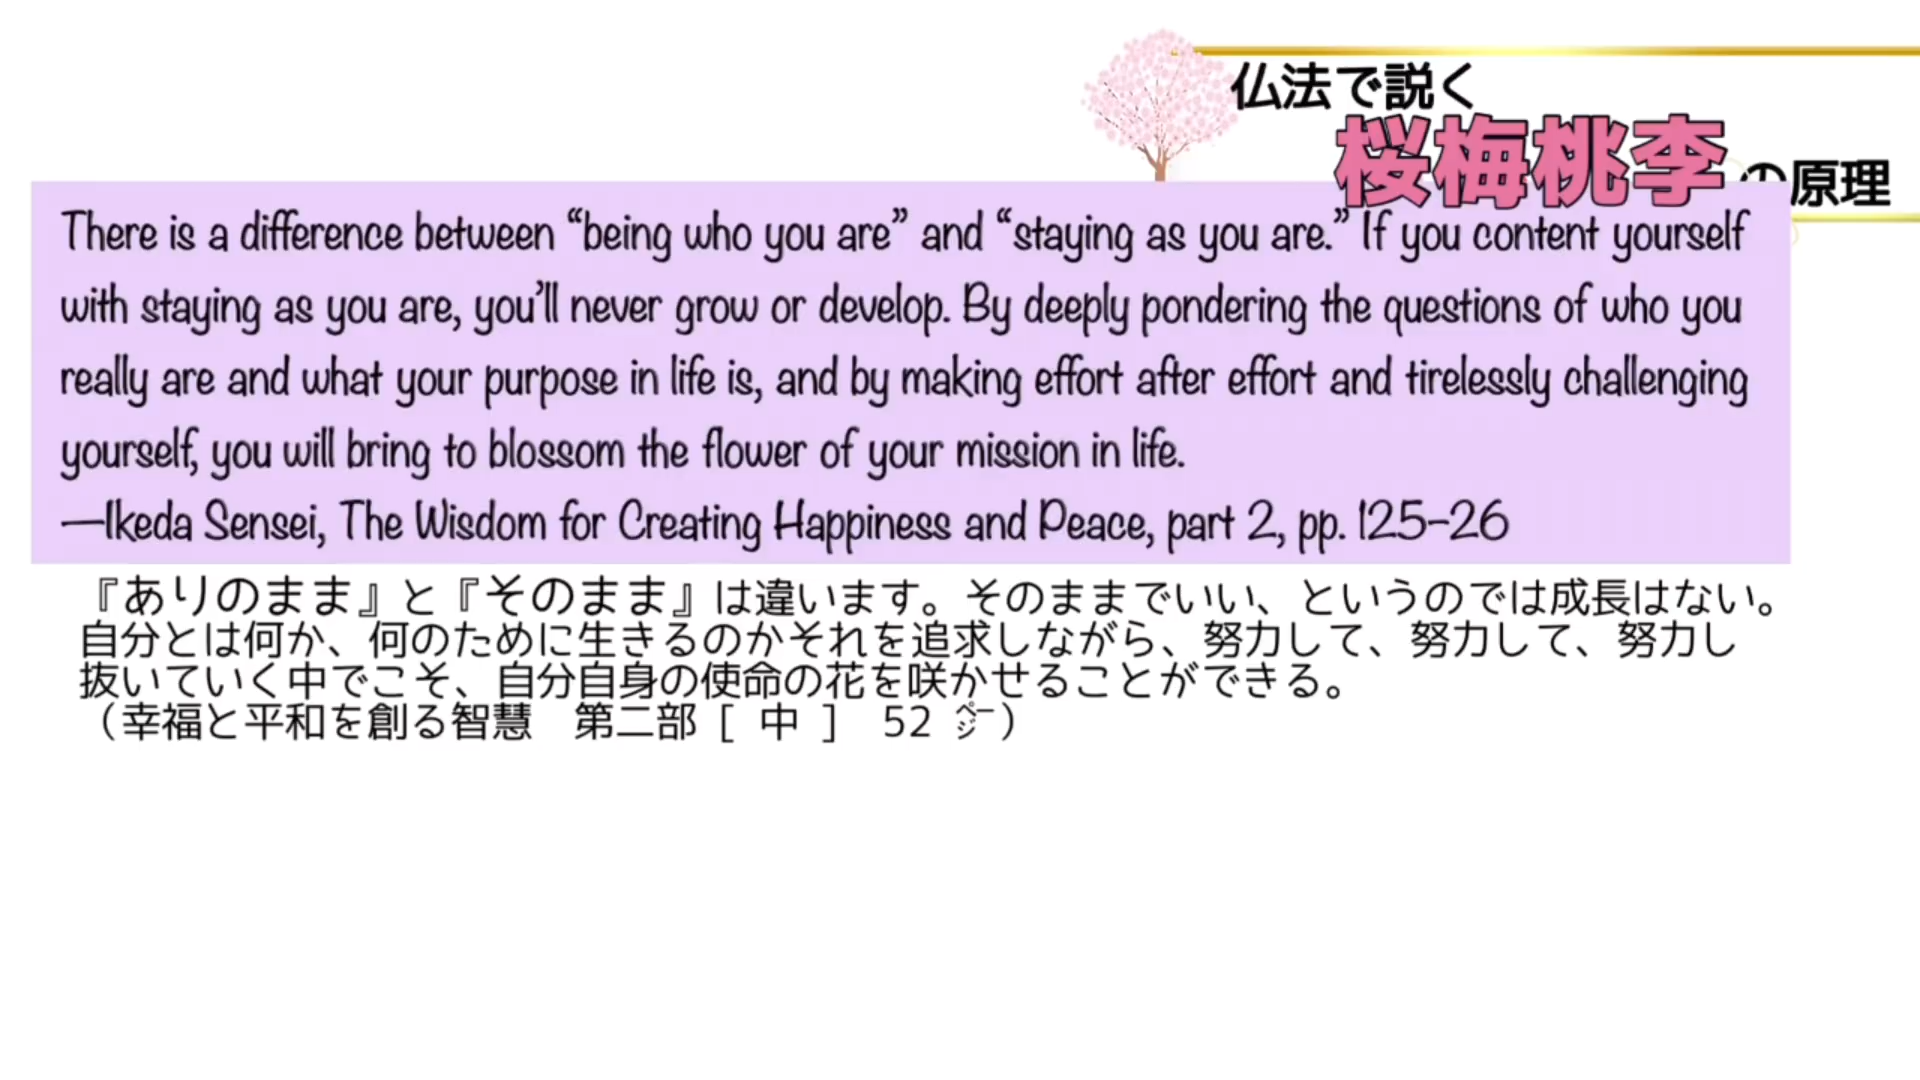 仏法で説く
桜梅桃李の原理
There is a difference between “being who you are” and “staying as you are.” If you content yourself
with staying as you are, you’ll never grow or develop. By deeply pondering the questions of who you
really are and what your purpose in life is, and by making effort after effort and tirelessly challenging
yourself, you will bring to blossom the flower of your mission in life.
—Ikeda Sensei, The Wisdom for Creating Happiness and Peace, part 2, pp. 125–26
『ありのまま』と『そのまま』は違います。そのままでいい、というのでは成長はない。
自分とは何か、何のために生きるのかそれを追求しながら、努力して、努力して、努力し
抜いていく中でこそ、自分自身の使命の花を咲かせることができる。
（幸福と平和を創る智慧　第二部［ 中 ］　52 ㌻）